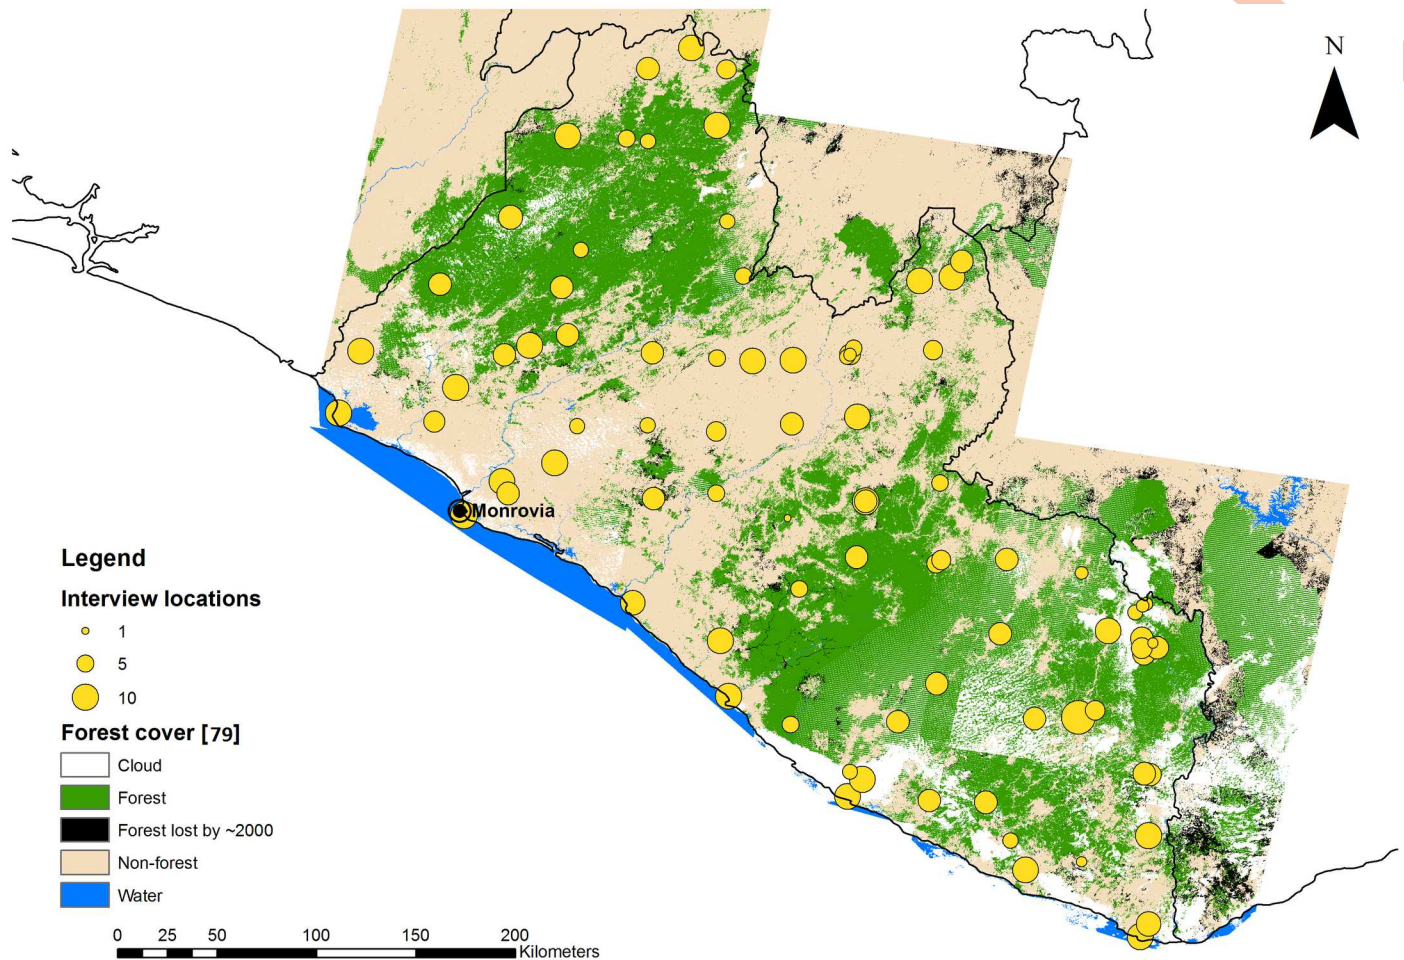 N
Monrovia
Legend
Interview locations
1
5
10
Forest cover [79]
Cloud
Forest
Forest lost by ~2000
Non-forest
Water
0 25 50 100 150 200
Kilometers